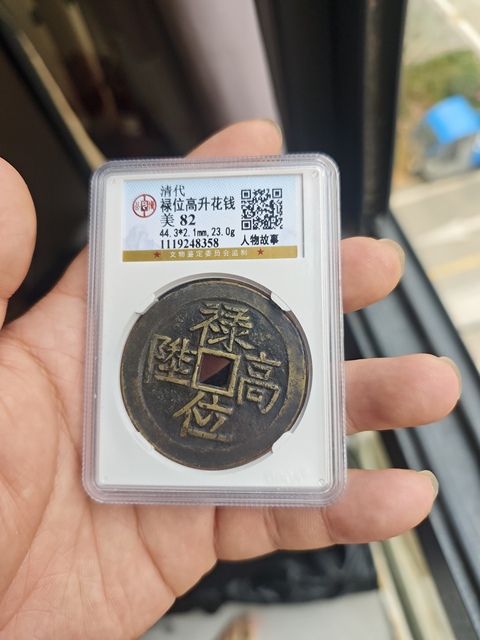 清代
禄位高升花钱
美 82
44.3*2.1mm,23.0g
1119248358
人物故事
★ 文物鉴定委员会监制 ★
禄
陞 高
位